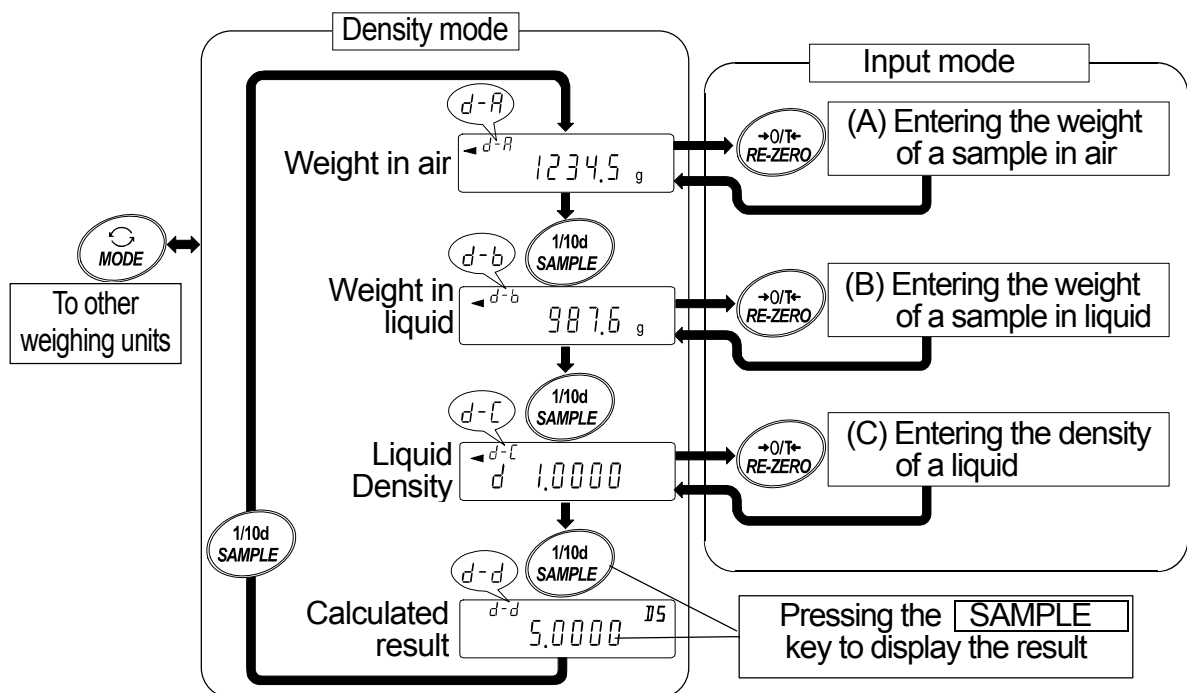 Density mode
Input mode
d-A
d-A
Weight in air
1234.5 g
→0/T←
RE-ZERO
(A) Entering the weight
of a sample in air
MODE
To other
weighing units
1/10d
SAMPLE
d-b
d-b
Weight in
liquid
987.6 g
→0/T←
RE-ZERO
(B) Entering the weight
of a sample in liquid
1/10d
SAMPLE
d-C
d-C
Liquid
Density
d 1.0000
→0/T←
RE-ZERO
(C) Entering the density
of a liquid
1/10d
SAMPLE
1/10d
SAMPLE
d-d
d-d
DS
Calculated
result
5.0000
Pressing the SAMPLE
key to display the result